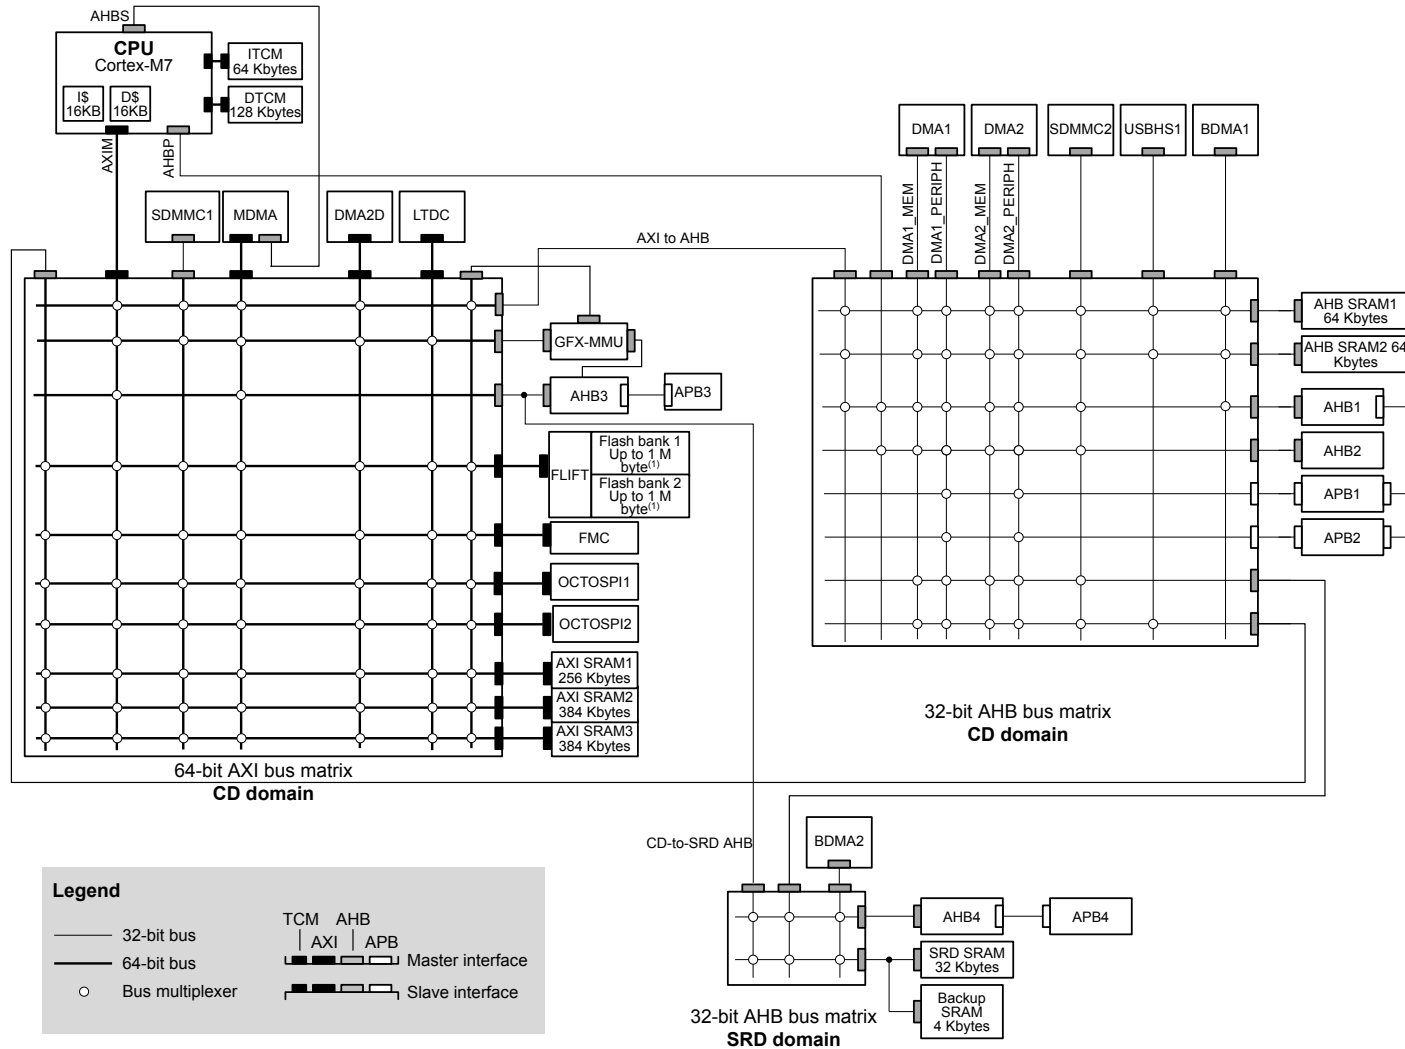 AHBS
CPU
Cortex-M7
I$
16KB
D$
16KB
ITCM
64 Kbytes
DTCM
128 Kbytes
AXIM
AHBP
SDMMC1
MDMA
DMA2D
LTDC
AXI to AHB
DMA1
DMA2
SDMMC2
USBHS1
BDMA1
DMA1_MEM
DMA1_PERIPH
DMA2_MEM
DMA2_PERIPH
GFX-MMU
AHB3
APB3
FLIFT
Flash bank 1
Up to 1 M
byte(1)
Flash bank 2
Up to 1 M
byte(1)
FMC
OCTOSPI1
OCTOSPI2
AXI SRAM1
256 Kbytes
AXI SRAM2
384 Kbytes
AXI SRAM3
384 Kbytes
64-bit AXI bus matrix
CD domain
AHB SRAM1
64 Kbytes
AHB SRAM2 64
Kbytes
AHB1
AHB2
APB1
APB2
32-bit AHB bus matrix
CD domain
CD-to-SRD AHB
BDMA2
AHB4
APB4
SRD SRAM
32 Kbytes
Backup
SRAM
4 Kbytes
32-bit AHB bus matrix
SRD domain
Legend
32-bit bus
64-bit bus
Bus multiplexer
TCM
AHB
AXI
APB
Master interface
Slave interface